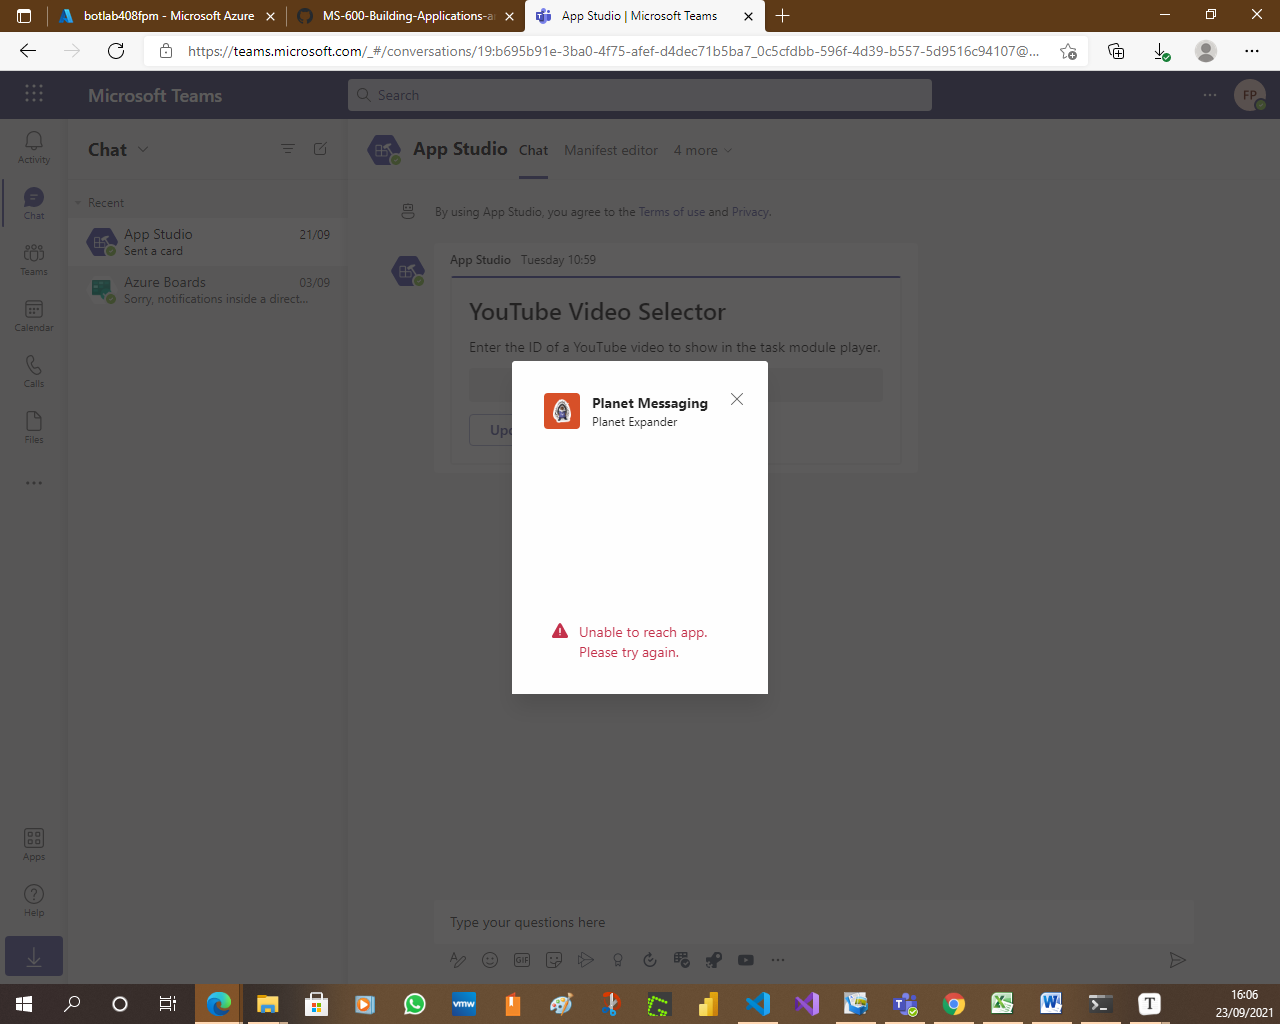 botlab408fpm - Microsoft Azure
MS-600-Building-Applications-a
App Studio | Microsoft Teams
https://teams.microsoft.com/_#/conversations/19:b695b91e-3ba0-4f75-afef-d4dec71b5ba7_0c5cfdbb-596f-4d39-b557-5d9516c94107@...
Microsoft Teams
Search
FP
Activity
Chat
Teams
Calendar
Calls
Files
Apps
Help
Chat
Recent
App Studio 21/09
Sent a card
Azure Boards 03/09
Sorry, notifications inside a direct...
App Studio Chat Manifest editor 4 more
By using App Studio, you agree to the Terms of use and Privacy.
App Studio Tuesday 10:59
YouTube Video Selector
Enter the ID of a YouTube video to show in the task module player.
Planet Messaging
Planet Expander
Unable to reach app.
Please try again.
Type your questions here
GIF
vmw
16:06
23/09/2021